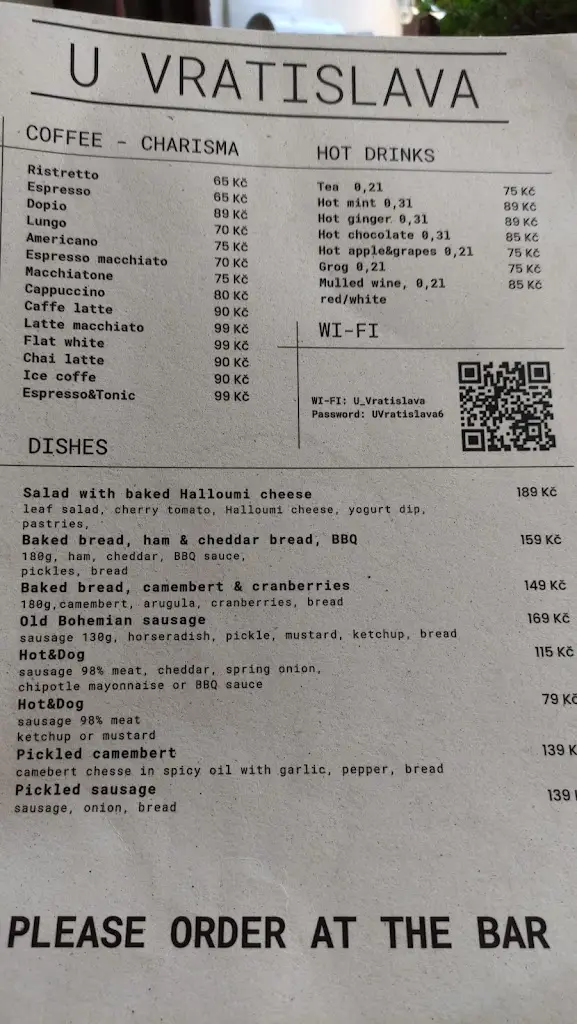 U VRATISLAVA
COFFEE - CHARISMA
Ristretto 65 Kč
Espresso 65 Kč
Dopio 89 Kč
Lungo 70 Kč
Americano 75 Kč
Espresso macchiato 70 Kč
Macchiatone 75 Kč
Cappuccino 80 Kč
Caffe latte 90 Kč
Latte macchiato 99 Kč
Flat white 99 Kč
Chai latte 90 Kč
Ice coffe 90 Kč
Espresso&Tonic 99 Kč
HOT DRINKS
Tea 0,2l 75 Kč
Hot mint 0,3l 89 Kč
Hot ginger 0,3l 89 Kč
Hot chocolate 0,3l 85 Kč
Hot apple&grapes 0,2l 75 Kč
Grog 0,2l 75 Kč
Mulled wine, 0,2l 85 Kč
red/white
WI-FI
WI-FI: U_Vratislava
Password: UVratislava6
DISHES
Salad with baked Halloumi cheese 189 Kč
leaf salad, cherry tomato, Halloumi cheese, yogurt dip,
pastries,
Baked bread, ham & cheddar bread, BBQ 159 Kč
180g, ham, cheddar, BBQ sauce,
pickles, bread
Baked bread, camembert & cranberries 149 Kč
180g,camembert, arugula, cranberries, bread
Old Bohemian sausage 169 Kč
sausage 130g, horseradish, pickle, mustard, ketchup, bread
Hot&Dog 115 Kč
sausage 98% meat, cheddar, spring onion,
chipotle mayonnaise or BBQ sauce
Hot&Dog 79 Kč
sausage 98% meat
ketchup or mustard
Pickled camembert 139 K
camebert chesse in spicy oil with garlic, pepper, bread
Pickled sausage 139
sausage, onion, bread
PLEASE ORDER AT THE BAR